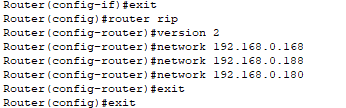 Router(config-if)#exit
Router(config)#router rip
Router(config-router)#version 2
Router(config-router)#network 192.168.0.168
Router(config-router)#network 192.168.0.188
Router(config-router)#network 192.168.0.180
Router(config-router)#exit
Router(config)#exit